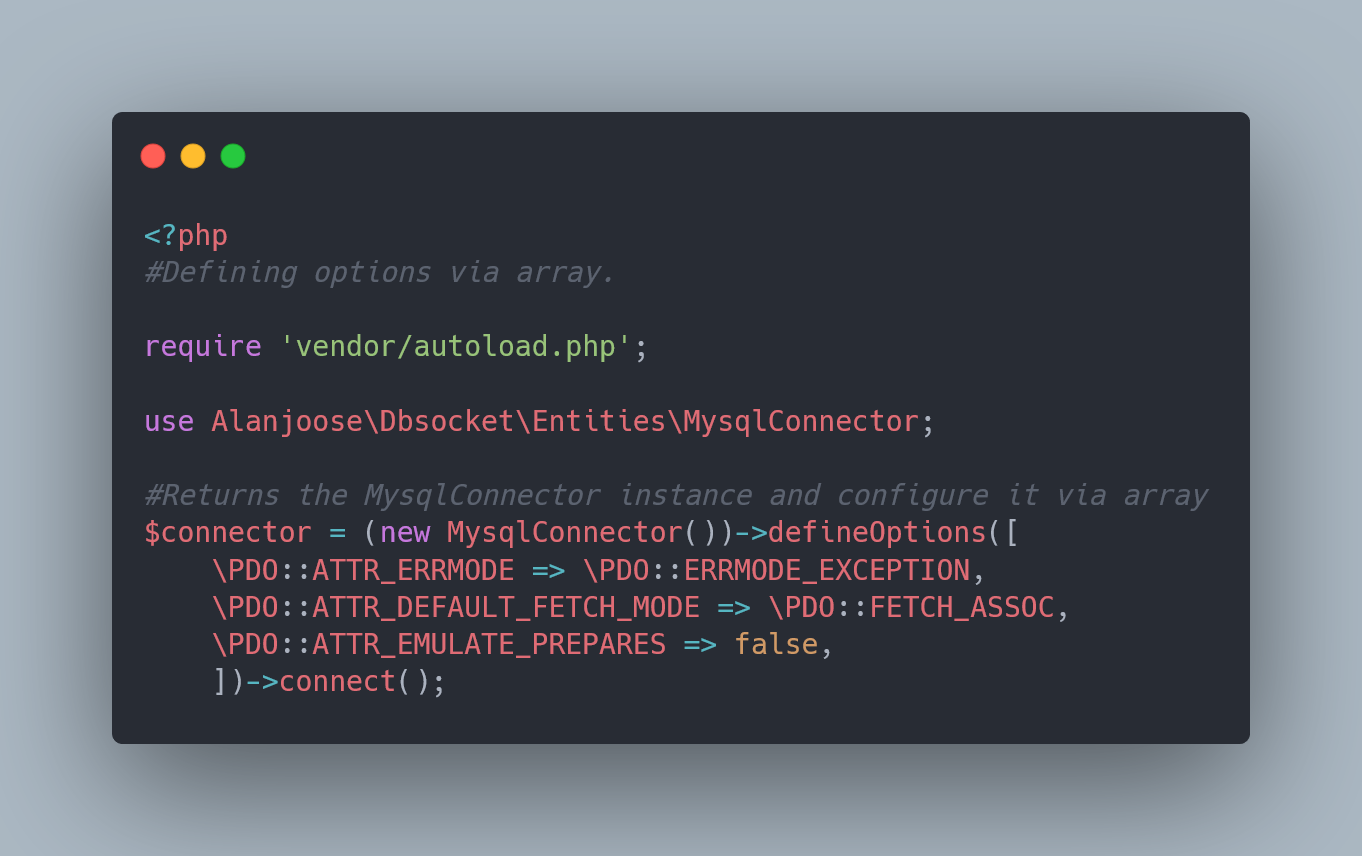 <?php
#Defining options via array.
require 'vendor/autoload.php';
use Alanjoose\Dbsocket\Entities\MysqlConnector;
#Returns the MysqlConnector instance and configure it via array
$connector = (new MysqlConnector())->defineOptions([
    \PDO::ATTR_ERRMODE => \PDO::ERRMODE_EXCEPTION,
    \PDO::ATTR_DEFAULT_FETCH_MODE => \PDO::FETCH_ASSOC,
    \PDO::ATTR_EMULATE_PREPARES => false,
    ])->connect();